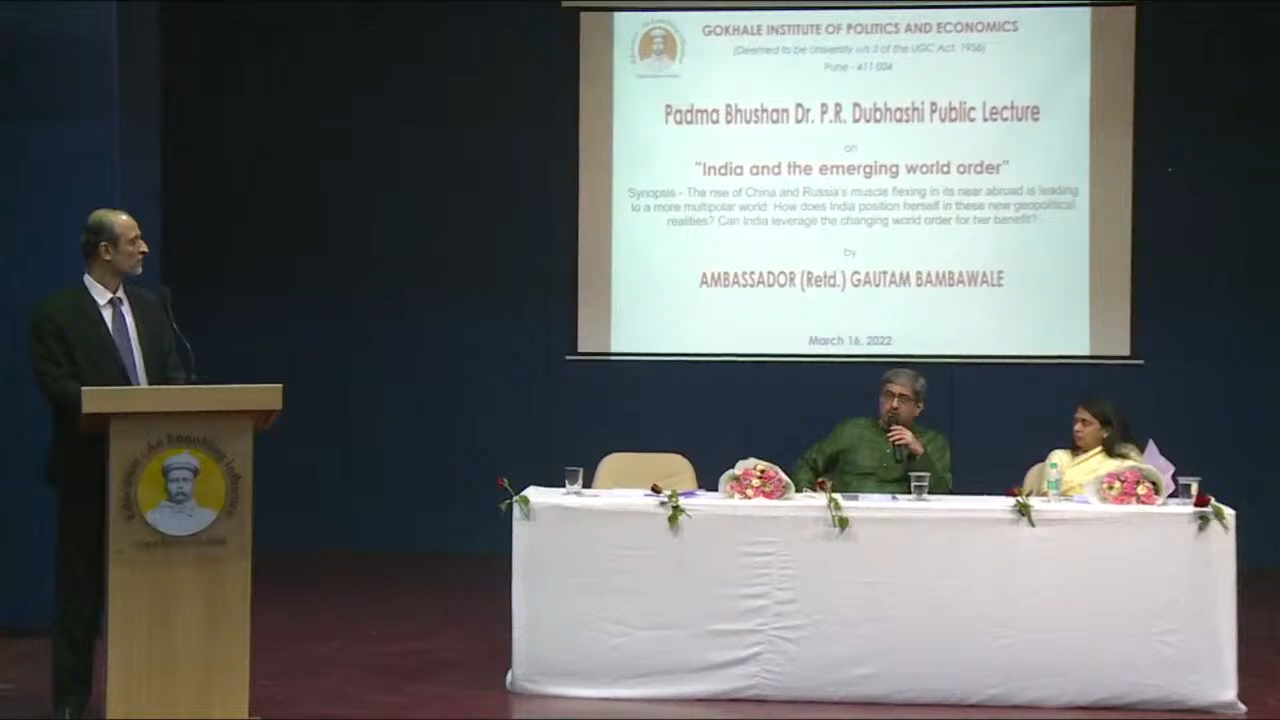 GOKHALE INSTITUTE OF POLITICS AND ECONOMICS
(Deemed to be University u/s 3 of the UGC Act, 1956)
Pune - 411 004
Padma Bhushan Dr. P.R. Dubhashi Public Lecture
on
"India and the emerging world order"
Synopsis - The rise of China and Russia's muscle flexing in its near abroad is leading
to a more multipolar world. How does India position herself in these new geopolitical
realities? Can India leverage the changing world order for her benefit?
by
AMBASSADOR (Retd.) GAUTAM BAMBAWALE
March 16, 2022